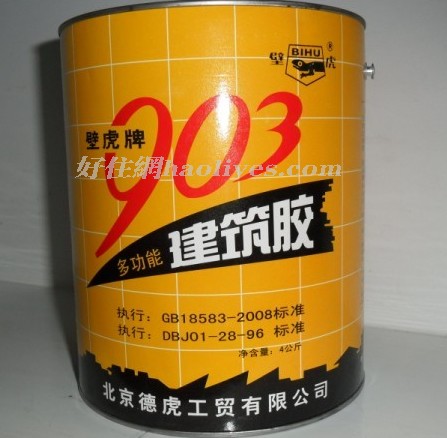 壁 BIHU ® 虎
壁虎牌
903
好住網haoliyes.com
多功能 建筑胶
执行：GB18583-2008标准
执行：DBJ01-28-96 标准
净含量：4公斤
北京德虎工贸有限公司